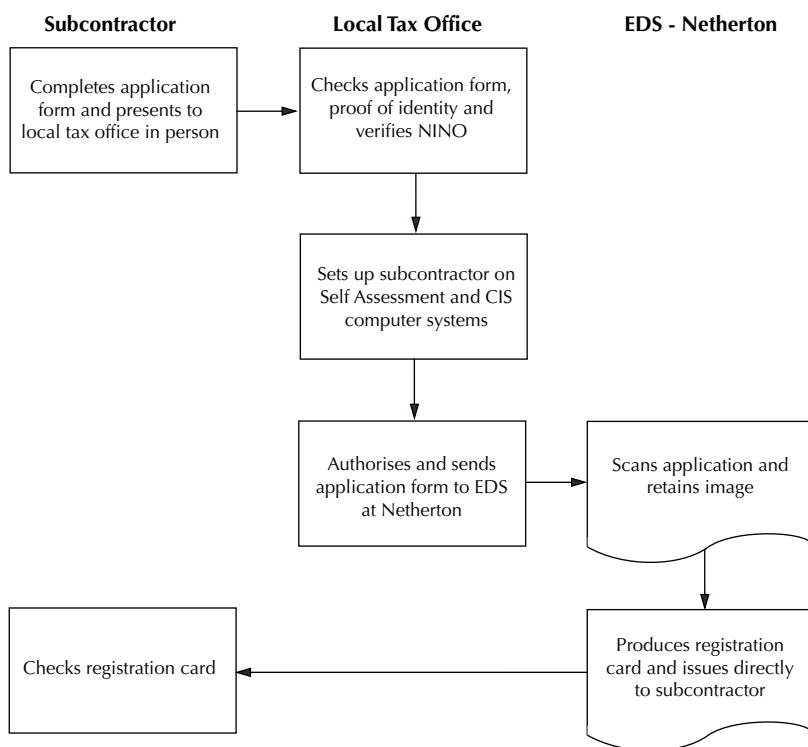 Subcontractor
Local Tax Office
EDS - Netherton
Completes application
form and presents to
local tax office in person
Checks application form,
proof of identity and
verifies NINO
Sets up subcontractor on
Self Assessment and CIS
computer systems
Authorises and sends
application form to EDS
at Netherton
Scans application and
retains image
Produces registration
card and issues directly
to subcontractor
Checks registration card